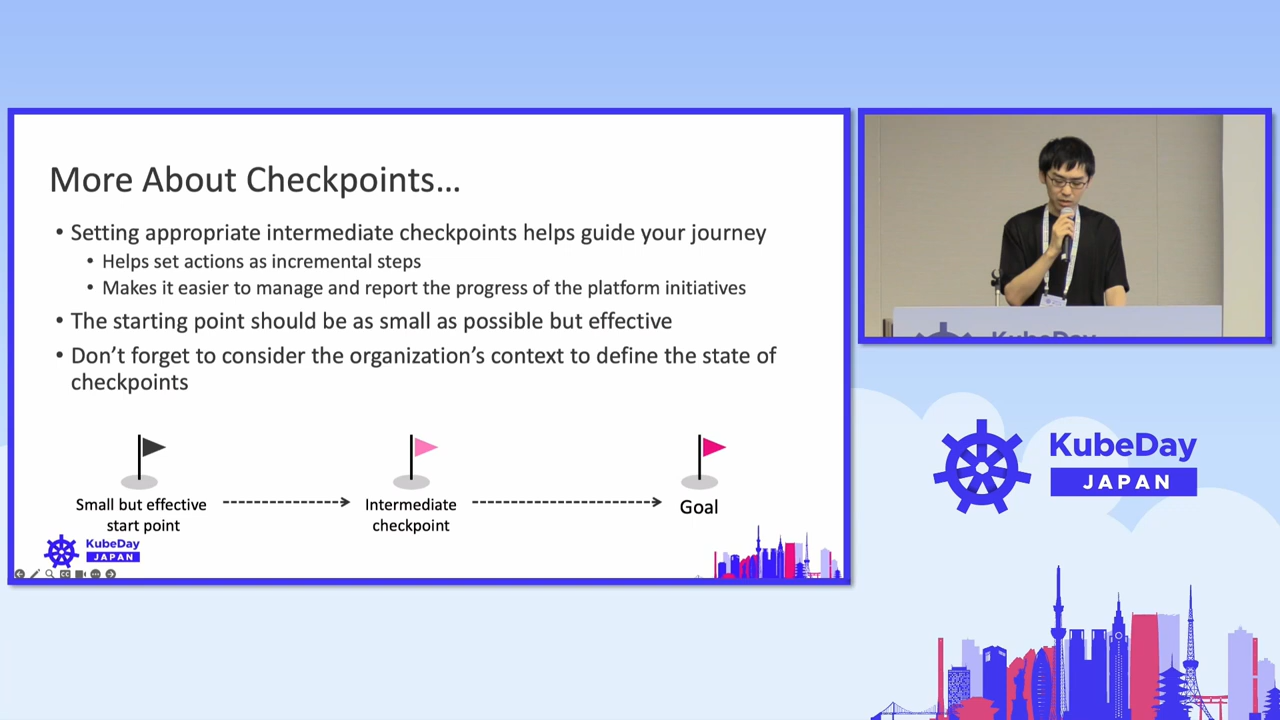 More About Checkpoints…
• Setting appropriate intermediate checkpoints helps guide your journey
• Helps set actions as incremental steps
• Makes it easier to manage and report the progress of the platform initiatives
• The starting point should be as small as possible but effective
• Don’t forget to consider the organization’s context to define the state of
checkpoints
Small but effective
start point
Intermediate
checkpoint
Goal
KubeDay
JAPAN
KubeDay
KubeDay
JAPAN